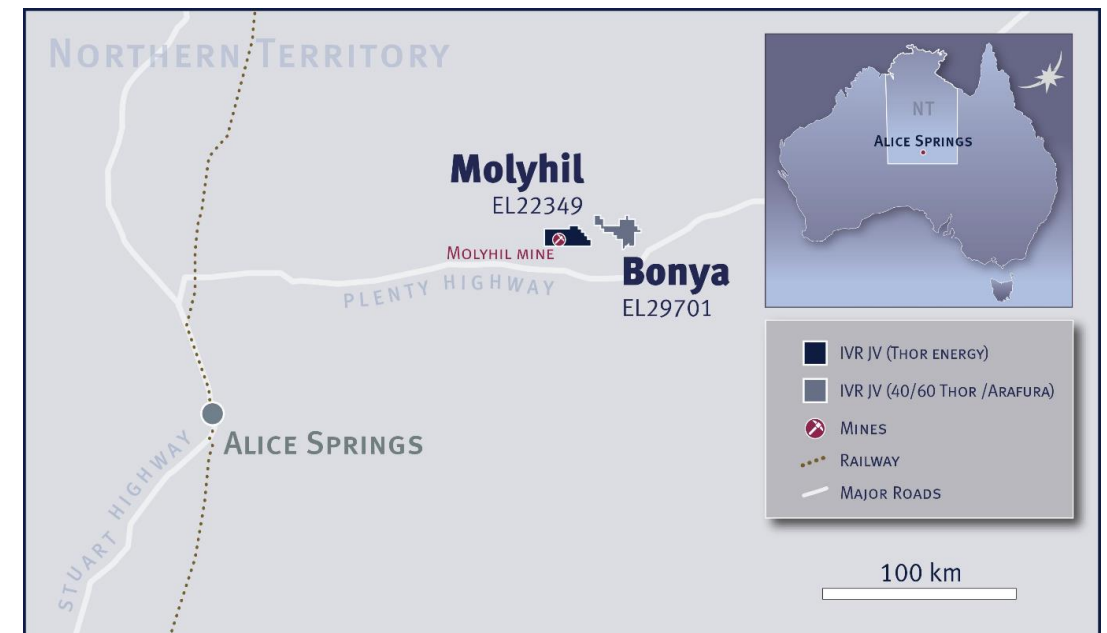 Northern Territory
NT
Alice Springs
Molyhil
EL22349
Molyhil mine
Bonya
EL29701
Plenty Highway
IVR JV (Thor energy)
IVR JV (40/60 Thor /Arafura)
Mines
Railway
Major Roads
Alice Springs
Stuart Highway
100 km